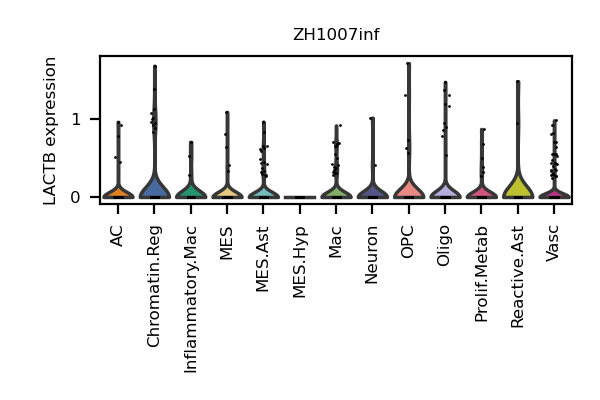 ZH1007inf
LACTB expression
1
0
AC
Chromatin.Reg
Inflammatory.Mac
MES
MES.Ast
MES.Hyp
Mac
Neuron
OPC
Oligo
Prolif.Metab
Reactive.Ast
Vasc